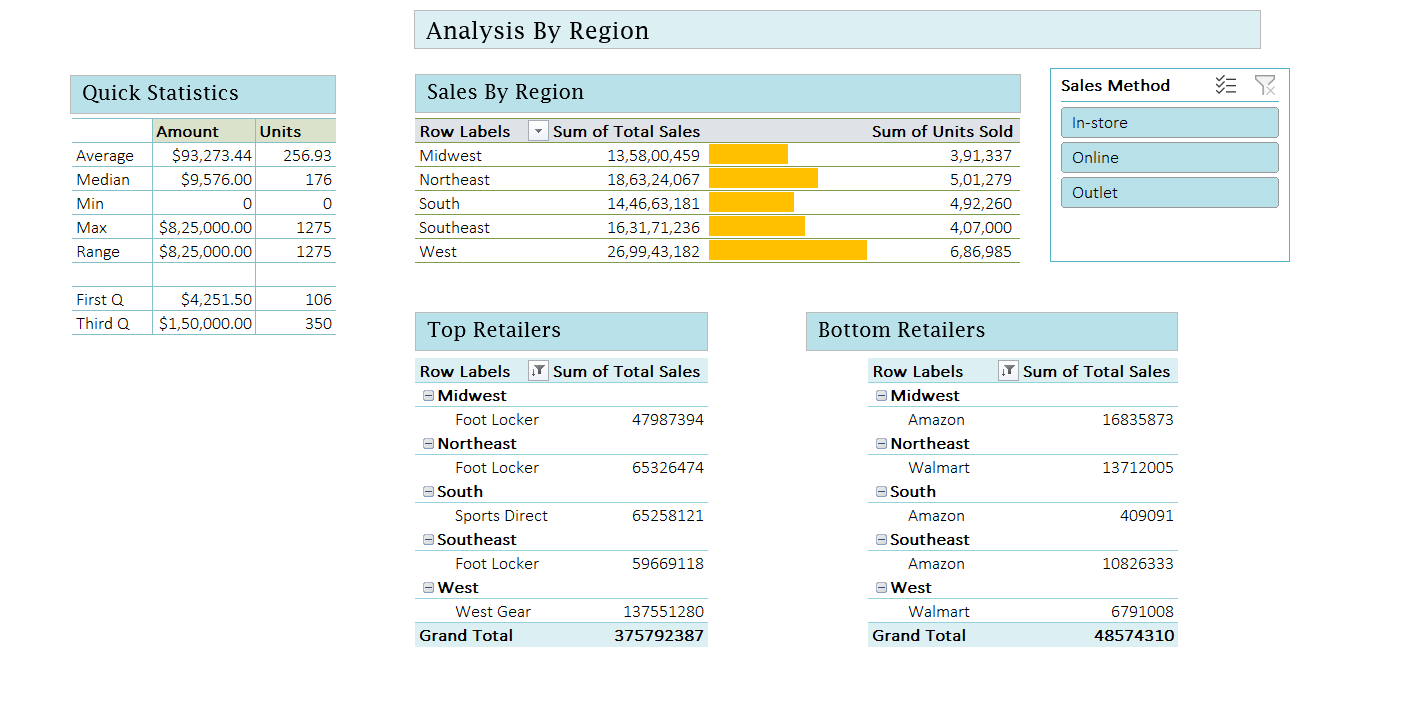 Analysis By Region
Quick Statistics
Amount Units
Average $93,273.44 256.93
Median $9,576.00 176
Min 0 0
Max $8,25,000.00 1275
Range $8,25,000.00 1275
First Q $4,251.50 106
Third Q $1,50,000.00 350
Sales By Region
Row Labels Sum of Total Sales Sum of Units Sold
Midwest 13,58,00,459 3,91,337
Northeast 18,63,24,067 5,01,279
South 14,46,63,181 4,92,260
Southeast 16,31,71,236 4,07,000
West 26,99,43,182 6,86,985
Sales Method
In-store
Online
Outlet
Top Retailers
Row Labels Sum of Total Sales
Midwest
Foot Locker 47987394
Northeast
Foot Locker 65326474
South
Sports Direct 65258121
Southeast
Foot Locker 59669118
West
West Gear 137551280
Grand Total 375792387
Bottom Retailers
Row Labels Sum of Total Sales
Midwest
Amazon 16835873
Northeast
Walmart 13712005
South
Amazon 409091
Southeast
Amazon 10826333
West
Walmart 6791008
Grand Total 48574310